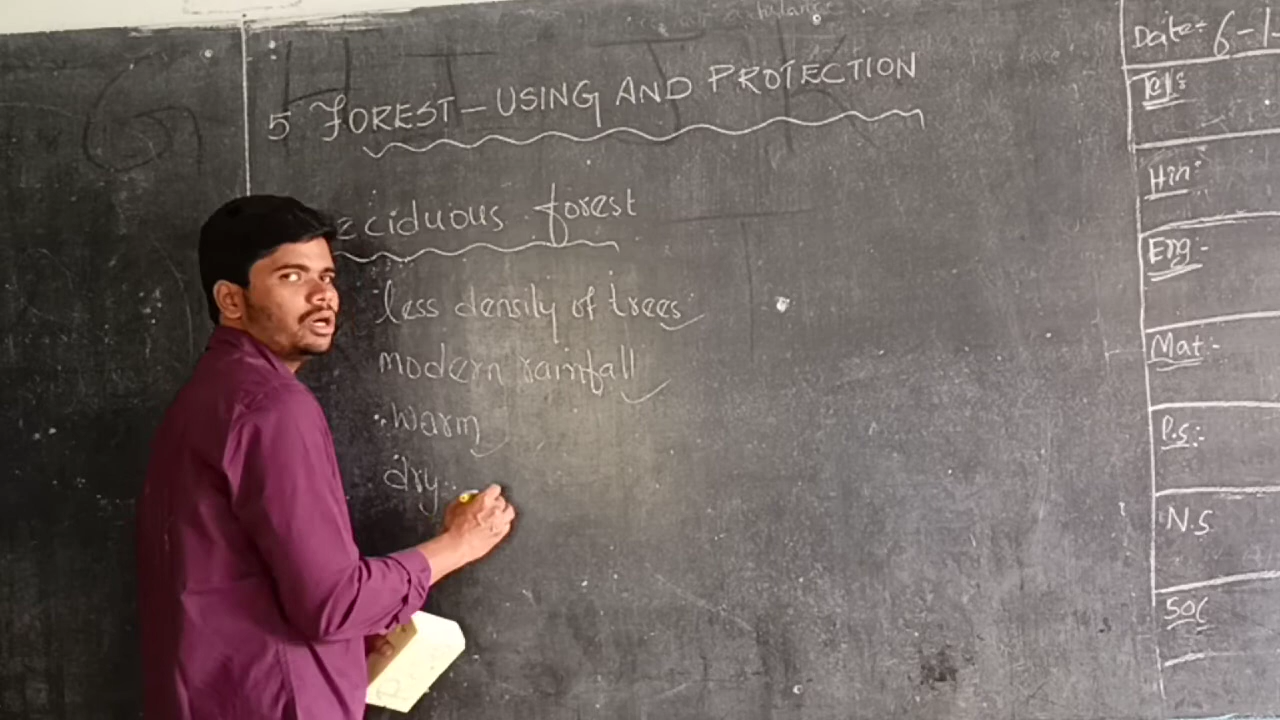 5 FOREST - USING AND PROTECTION
eciduous forest
less density of trees
modern rainfall
warm
dry
Date:- 6-1-
Tel:
Hin:
Eng:-
Mat:-
P.S:-
N.S
SOC